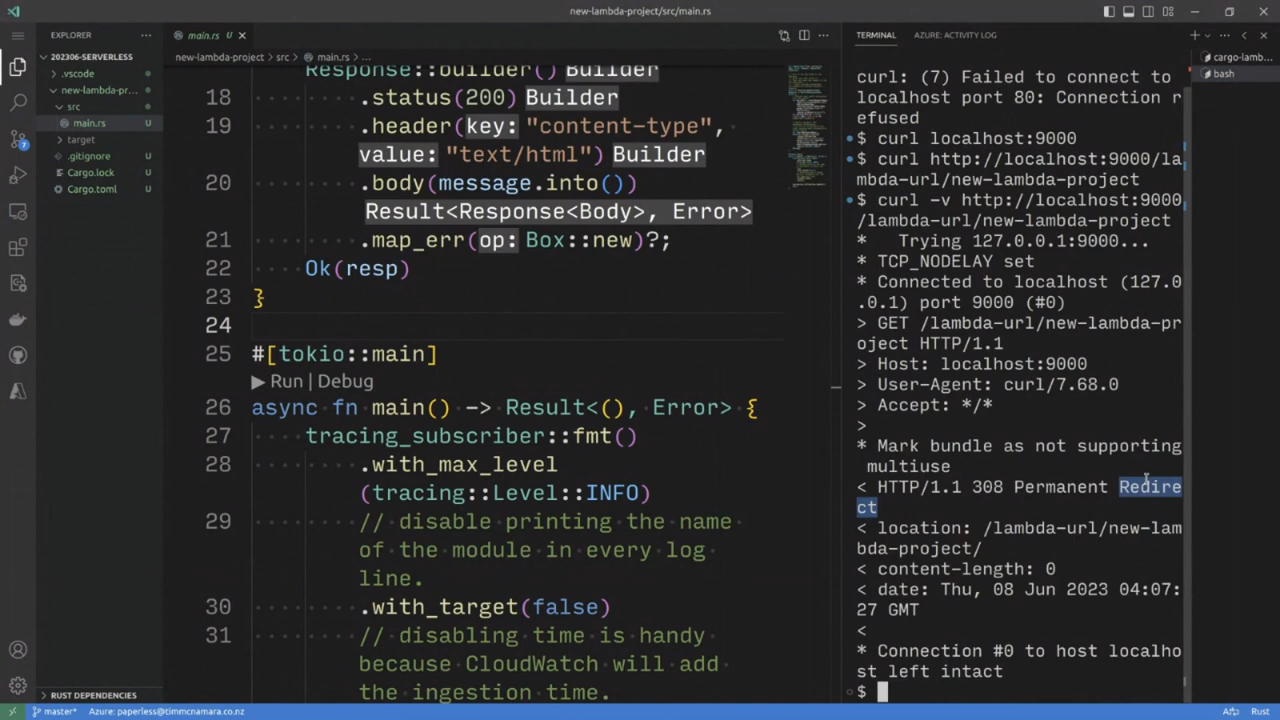 new-lambda-project/src/main.rs
EXPLORER
202306-SERVERLESS
.vscode
new-lambda-pr...
src
main.rs U
target
.gitignore U
Cargo.lock U
Cargo.toml U
RUST DEPENDENCIES
7
main.rs U
new-lambda-project > src > main.rs > ...
Response::builder() Builder
18 .status(200) Builder
19 .header(key: "content-type",
value: "text/html") Builder
20 .body(message.into())
Result<Response<Body>, Error>
21 .map_err(op: Box::new)?;
22 Ok(resp)
23 }
24
25 #[tokio::main]
Run | Debug
26 async fn main() -> Result<(), Error> {
27 tracing_subscriber::fmt()
28 .with_max_level
(tracing::Level::INFO)
29 // disable printing the name
of the module in every log
line.
30 .with_target(false)
31 // disabling time is handy
because CloudWatch will add
the ingestion time.
TERMINAL AZURE: ACTIVITY LOG
cargo-lamb...
bash
curl: (7) Failed to connect to
localhost port 80: Connection r
efused
$ curl localhost:9000
$ curl http://localhost:9000/la
mbda-url/new-lambda-project
$ curl -v http://localhost:9000
/lambda-url/new-lambda-project
* Trying 127.0.0.1:9000...
* TCP_NODELAY set
* Connected to localhost (127.0
.0.1) port 9000 (#0)
> GET /lambda-url/new-lambda-pr
oject HTTP/1.1
> Host: localhost:9000
> User-Agent: curl/7.68.0
> Accept: */*
>
* Mark bundle as not supporting
multiuse
< HTTP/1.1 308 Permanent Redire
ct
< location: /lambda-url/new-lam
bda-project/
< content-length: 0
< date: Thu, 08 Jun 2023 04:07:
27 GMT
<
* Connection #0 to host localho
st left intact
$
master* Azure: paperless@timmcnamara.co.nz Rust